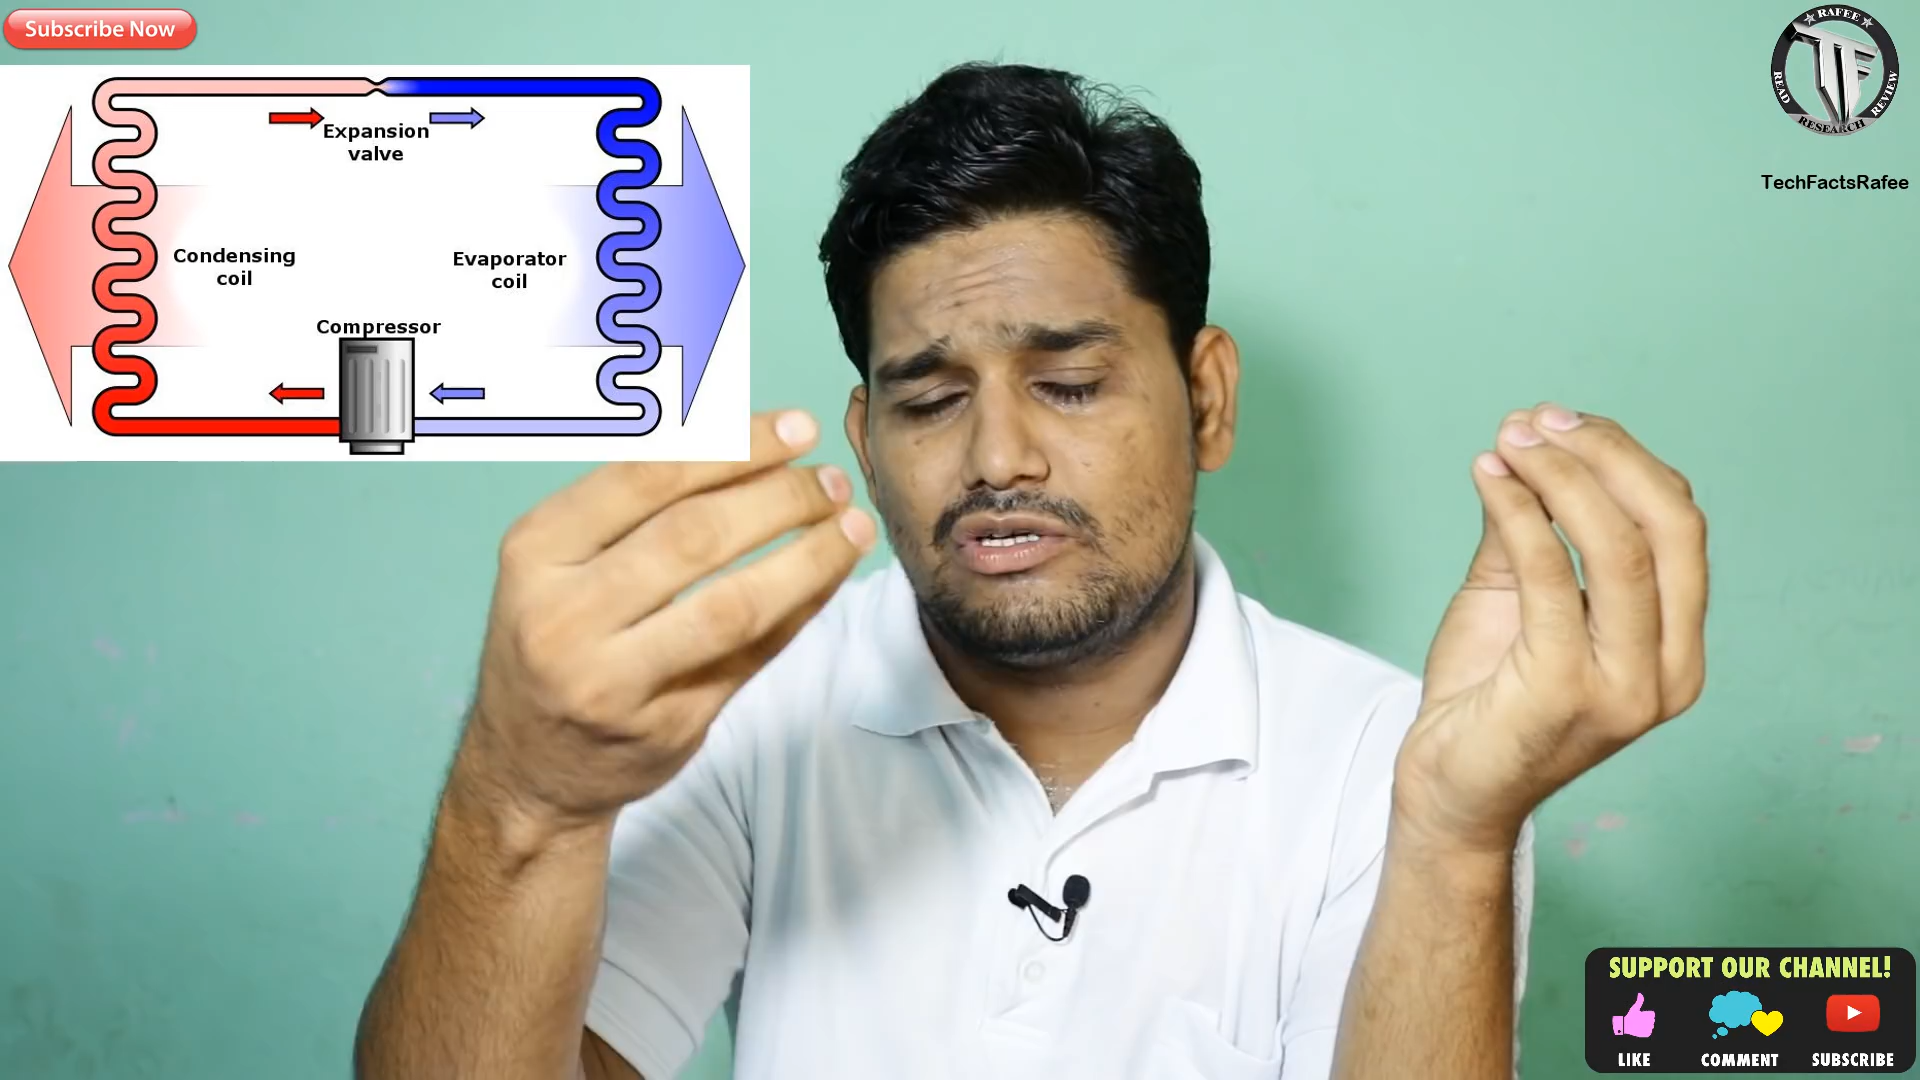 Subscribe Now
Expansion
valve
Condensing
coil
Evaporator
coil
Compressor
RAFEE
READ
RESEARCH
REVIEW
TF
TechFactsRafee
SUPPORT OUR CHANNEL!
LIKE
COMMENT
SUBSCRIBE